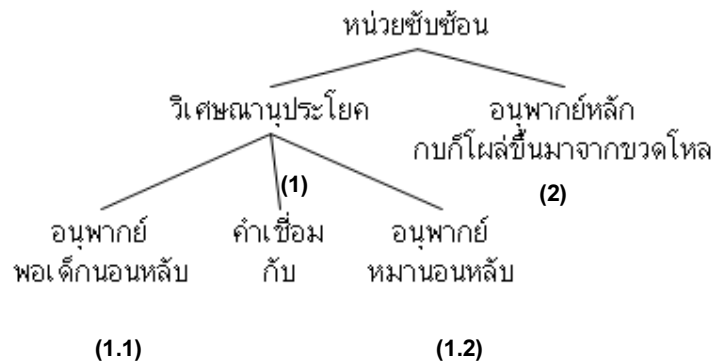 หน่วยซับซ้อน
วิเศษณานุประโยค อนุพากย์หลัก
กบก็โผล่ขึ้นมาจากขวดโหล
(1) (2)
อนุพากย์ คำเชื่อม อนุพากย์
พอเด็กนอนหลับ กับ หมานอนหลับ
(1.1) (1.2)